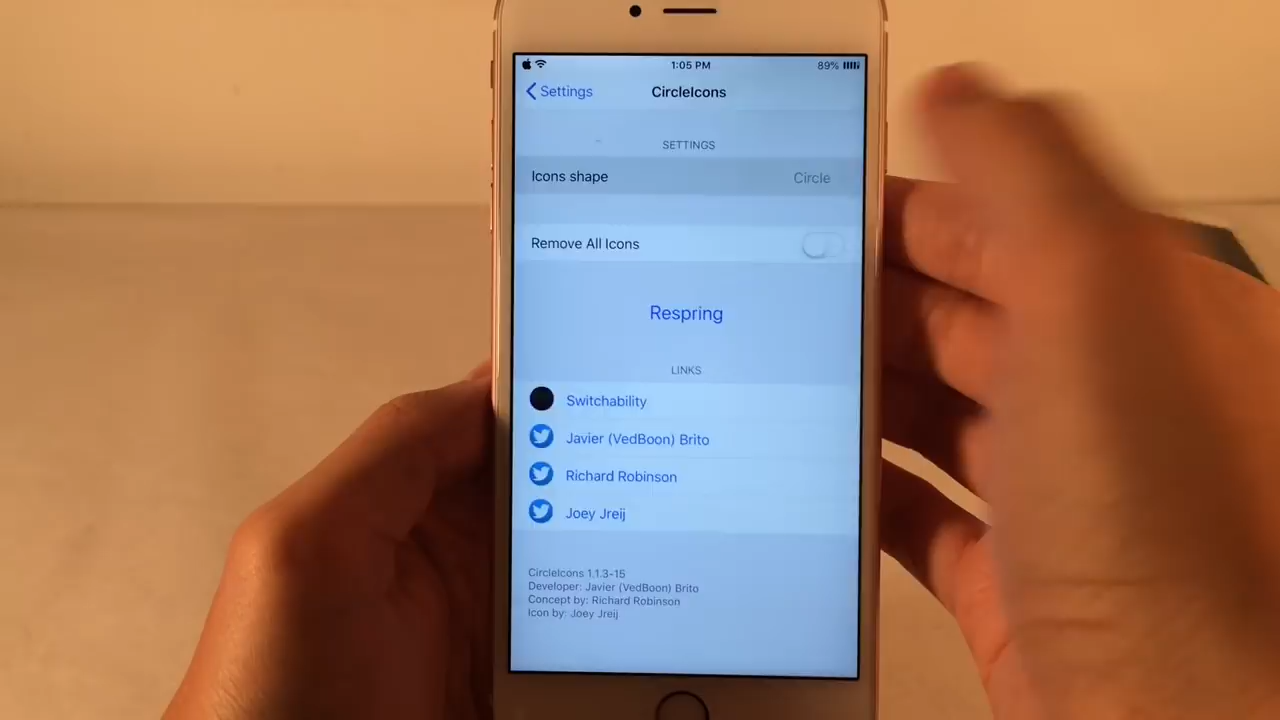 1:05 PM
89%
Settings
CircleIcons
SETTINGS
Icons shape
Circle
Remove All Icons
Respring
LINKS
Switchability
Javier (VedBoon) Brito
Richard Robinson
Joey Jreij
CircleIcons 1.1.3-15
Developer: Javier (VedBoon) Brito
Concept by: Richard Robinson
Icon by: Joey Jreij